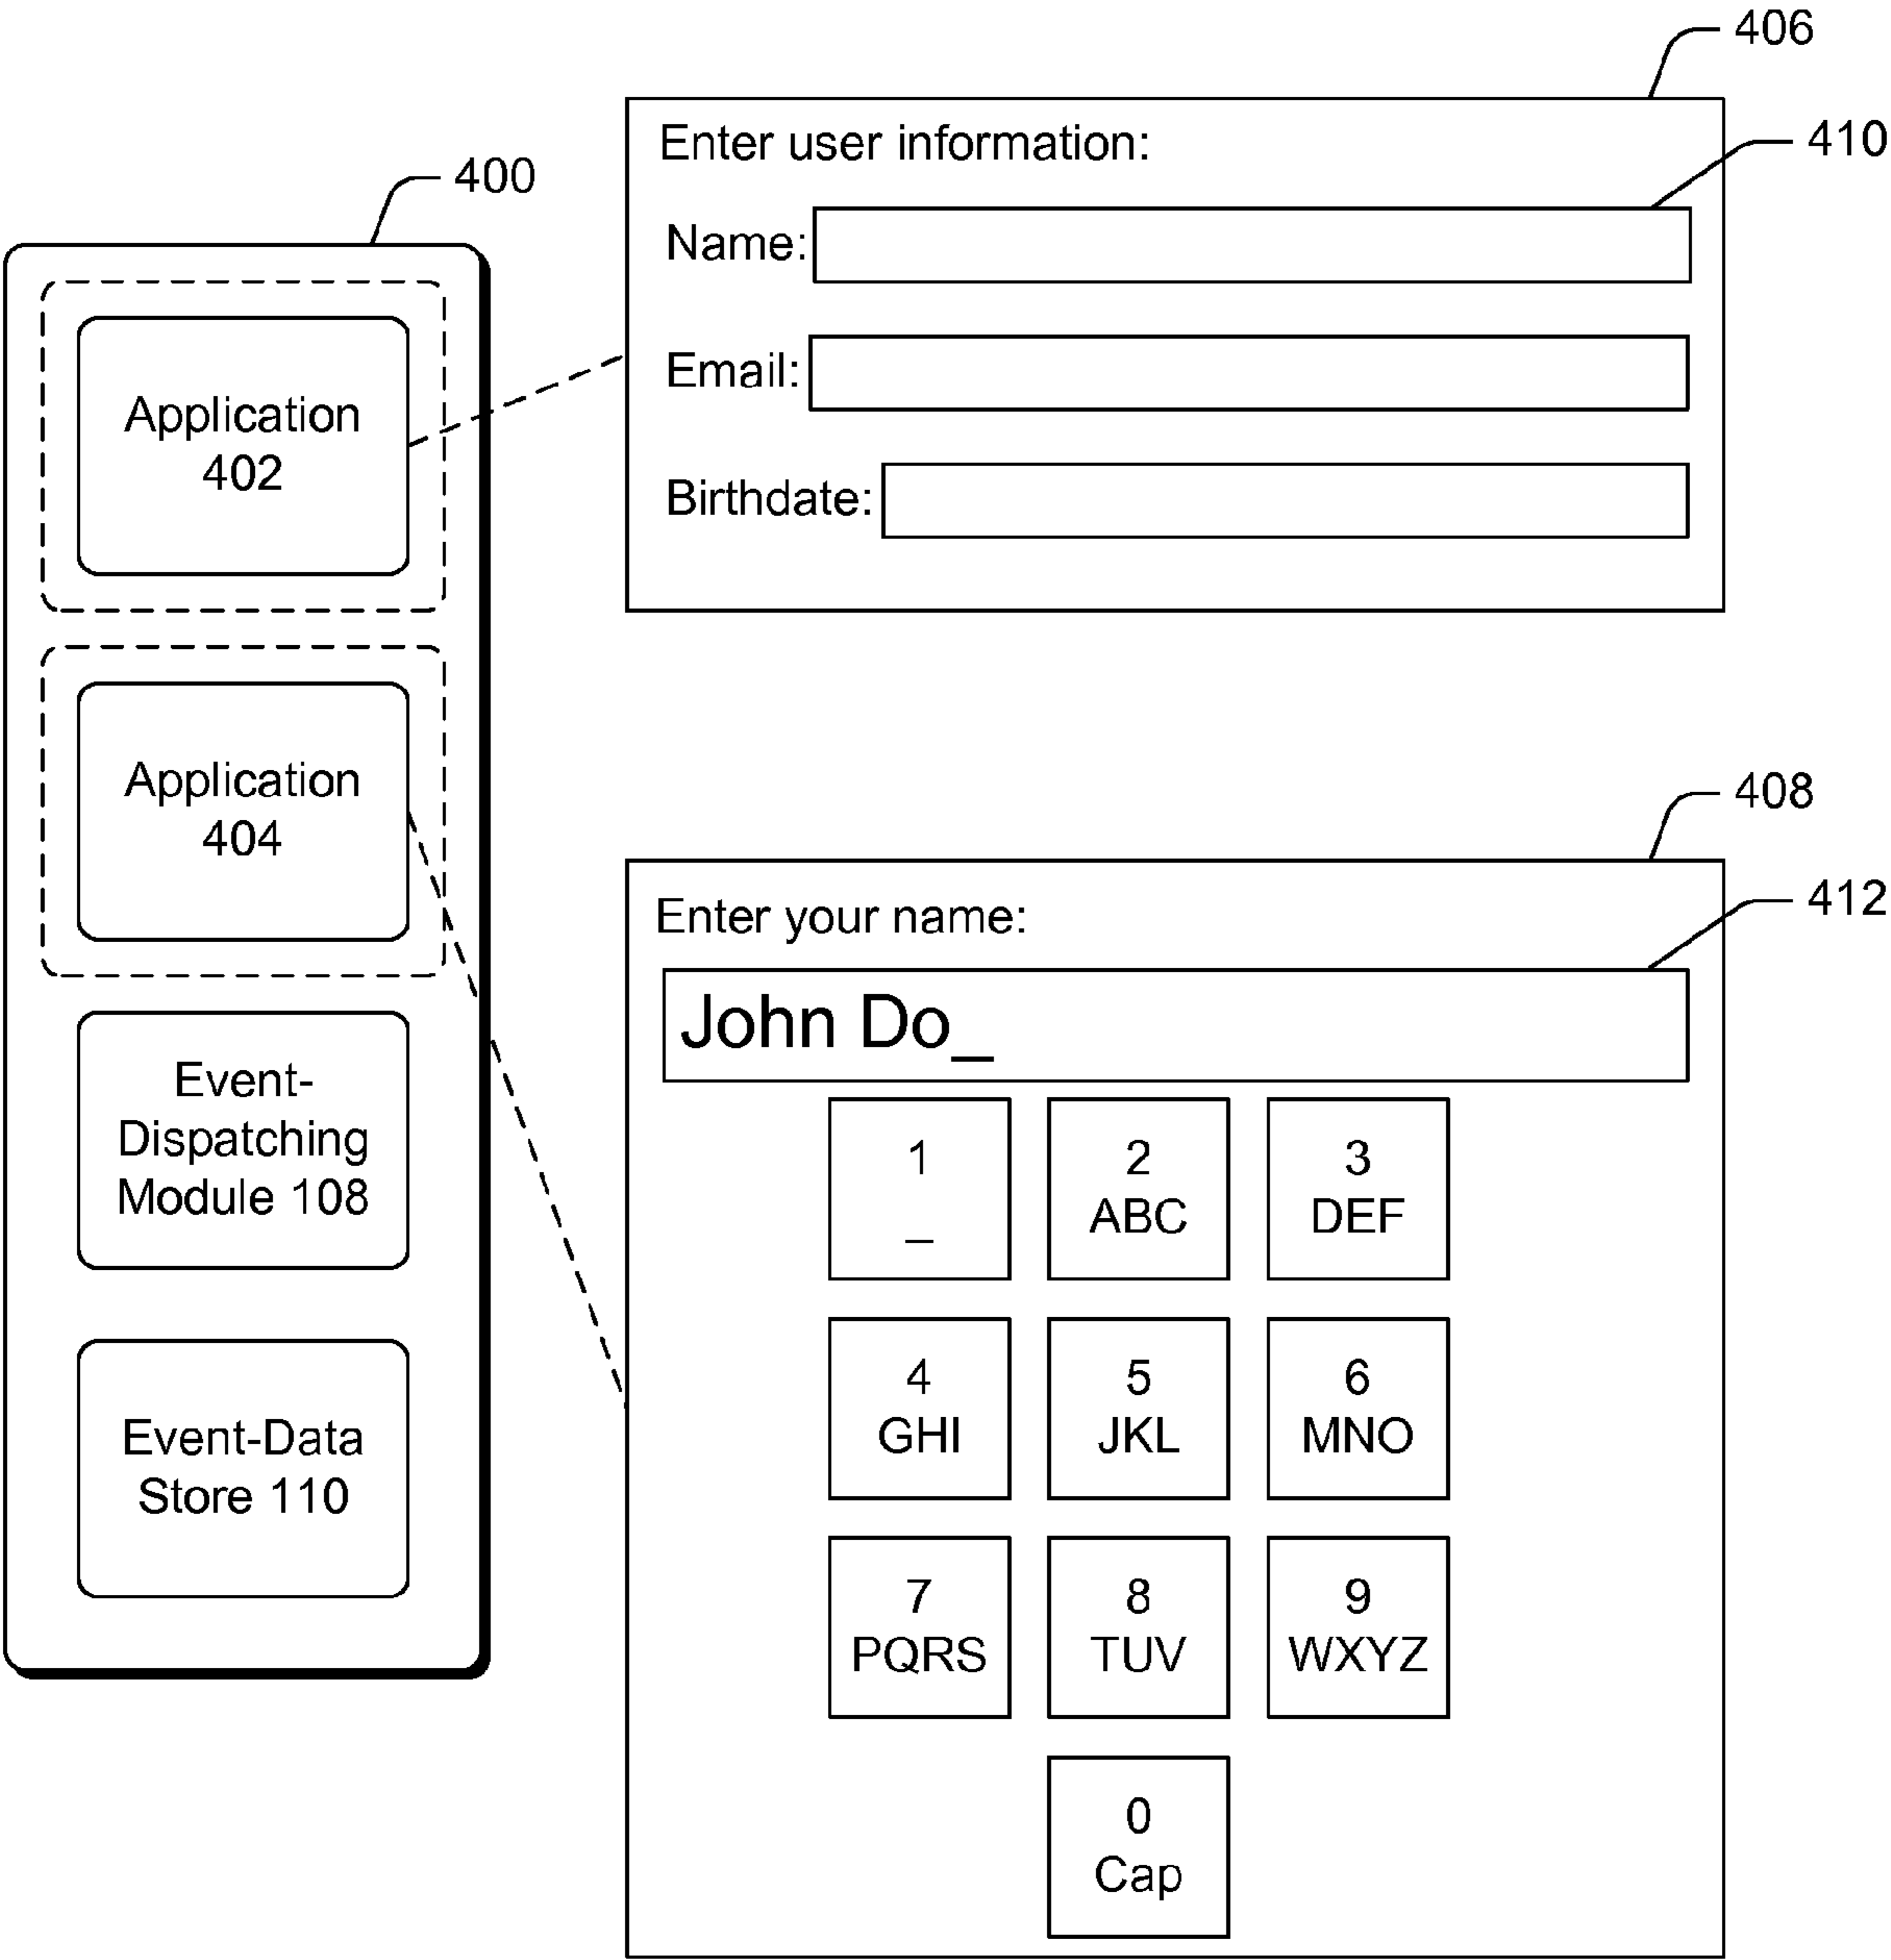 400
Application
402
Application
404
Event-
Dispatching
Module 108
Event-Data
Store 110
406
Enter user information:
410
Name:
Email:
Birthdate:
408
Enter your name:
412
John Do_
1
_
2
ABC
3
DEF
4
GHI
5
JKL
6
MNO
7
PQRS
8
TUV
9
WXYZ
0
Cap